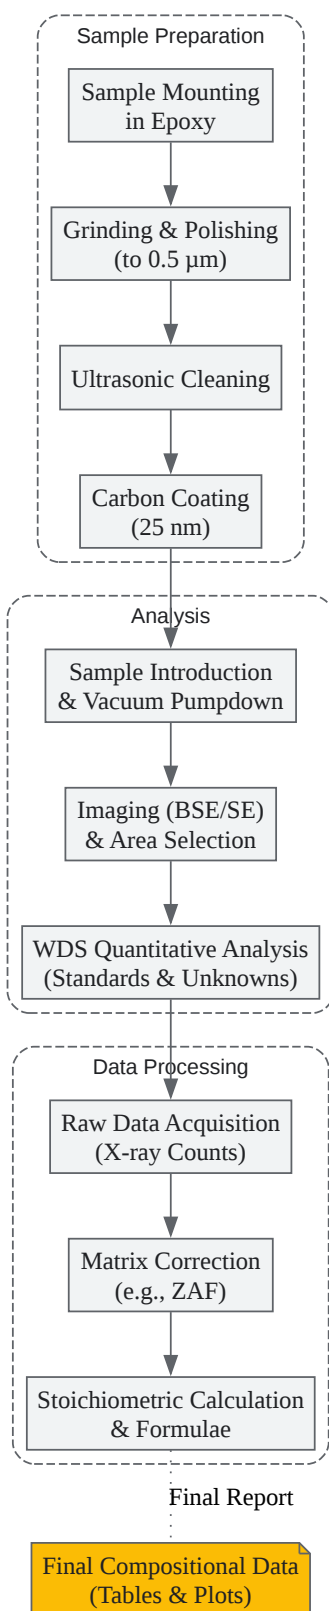 Sample Preparation
Sample Mounting
in Epoxy
Grinding & Polishing
(to 0.5 µm)
Ultrasonic Cleaning
Carbon Coating
(25 nm)
Analysis
Sample Introduction
& Vacuum Pumpdown
Imaging (BSE/SE)
& Area Selection
WDS Quantitative Analysis
(Standards & Unknowns)
Data Processing
Raw Data Acquisition
(X-ray Counts)
Matrix Correction
(e.g., ZAF)
Stoichiometric Calculation
& Formulae
Final Report
Final Compositional Data
(Tables & Plots)